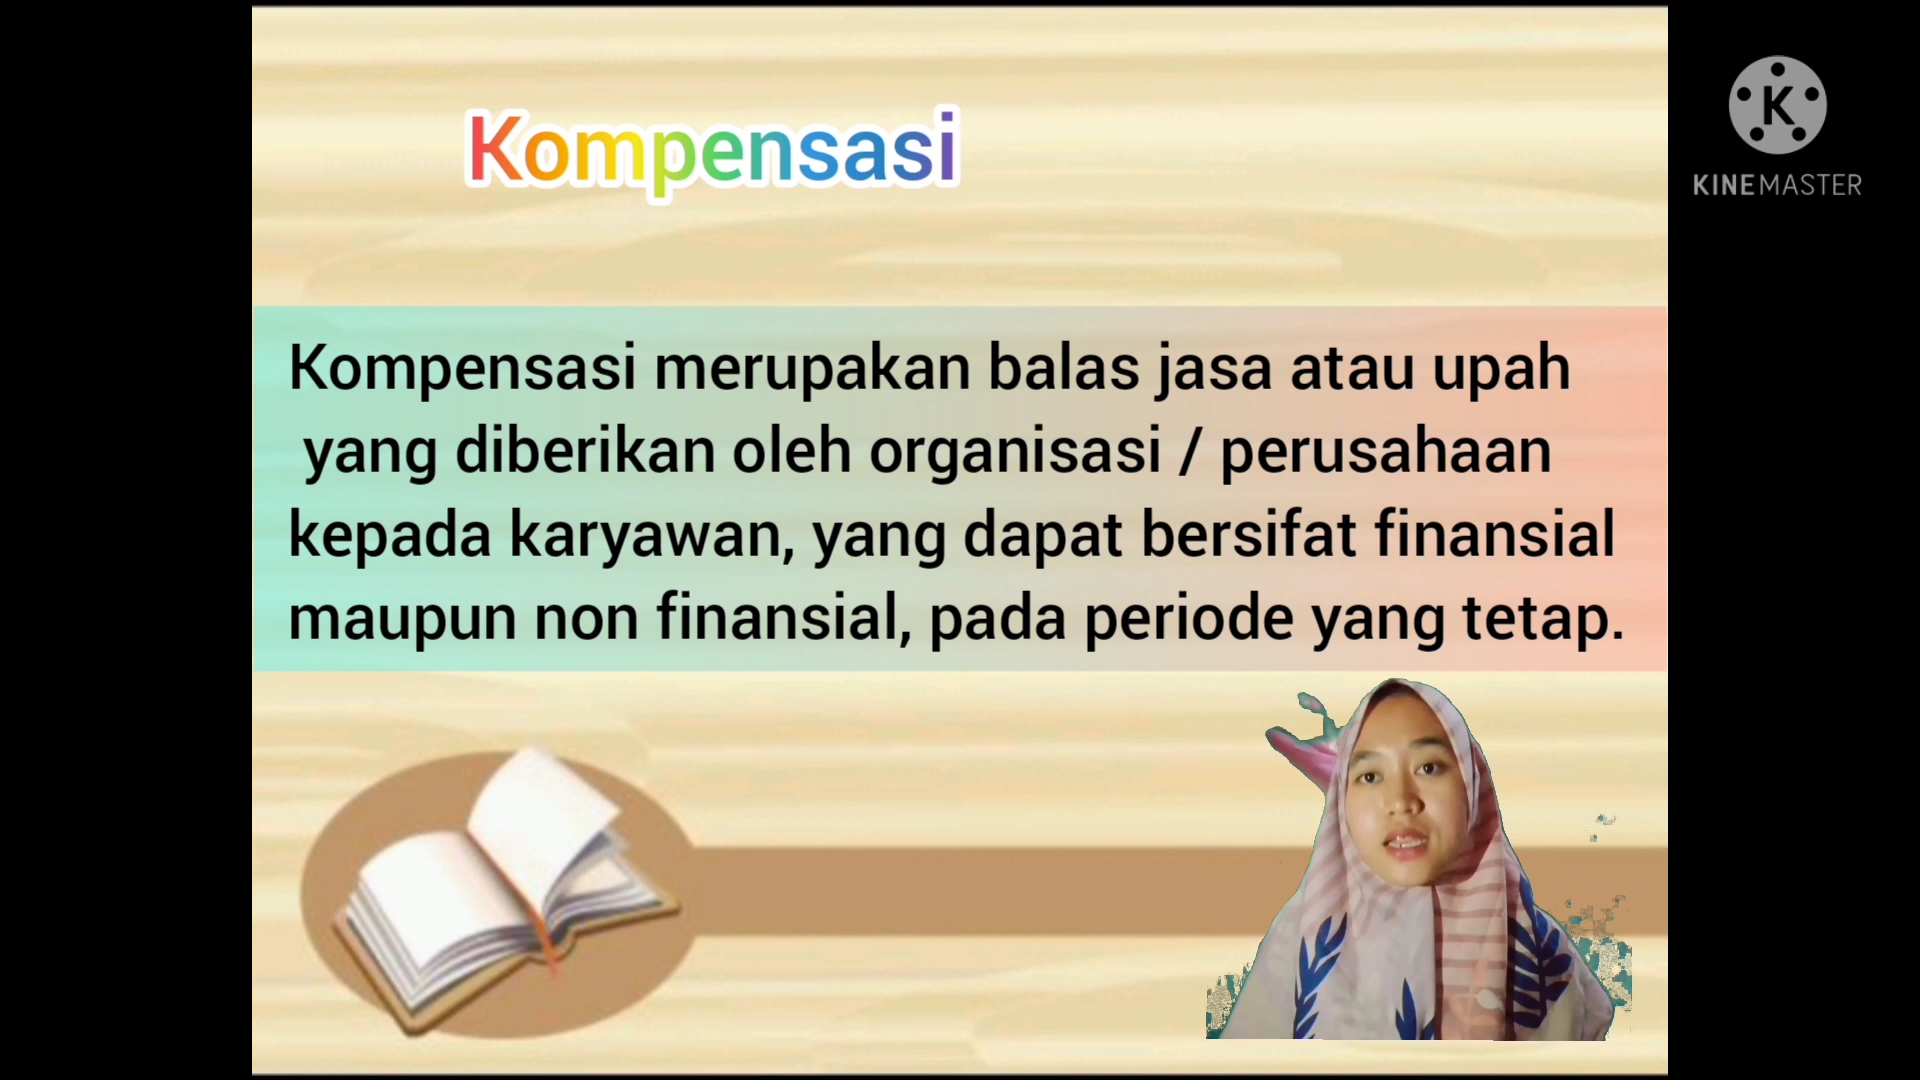 Kompensasi
K
KINEMASTER
Kompensasi merupakan balas jasa atau upah
yang diberikan oleh organisasi / perusahaan
kepada karyawan, yang dapat bersifat finansial
maupun non finansial, pada periode yang tetap.